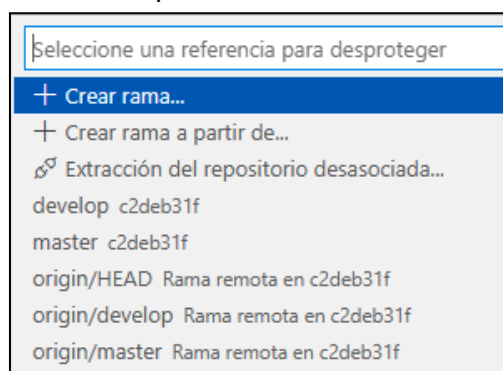 Seleccione una referencia para desproteger
+ Crear rama...
+ Crear rama a partir de...
Extracción del repositorio desasociada...
develop c2deb31f
master c2deb31f
origin/HEAD Rama remota en c2deb31f
origin/develop Rama remota en c2deb31f
origin/master Rama remota en c2deb31f